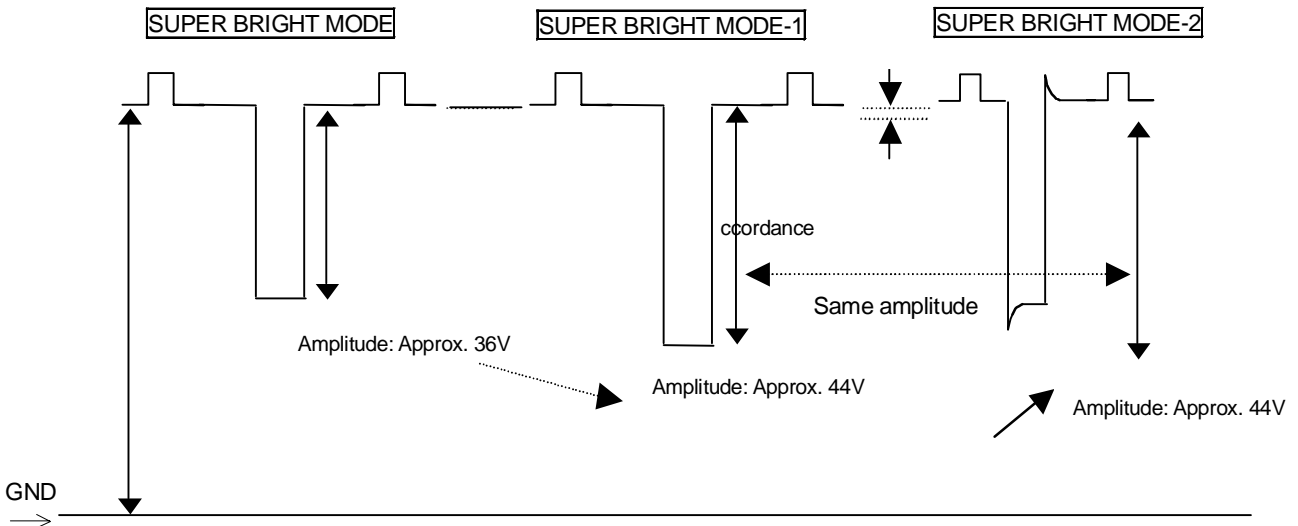 SUPER BRIGHT MODE
SUPER BRIGHT MODE-1
SUPER BRIGHT MODE-2
ccordance
Same amplitude
Amplitude: Approx. 36V
Amplitude: Approx. 44V
Amplitude: Approx. 44V
GND